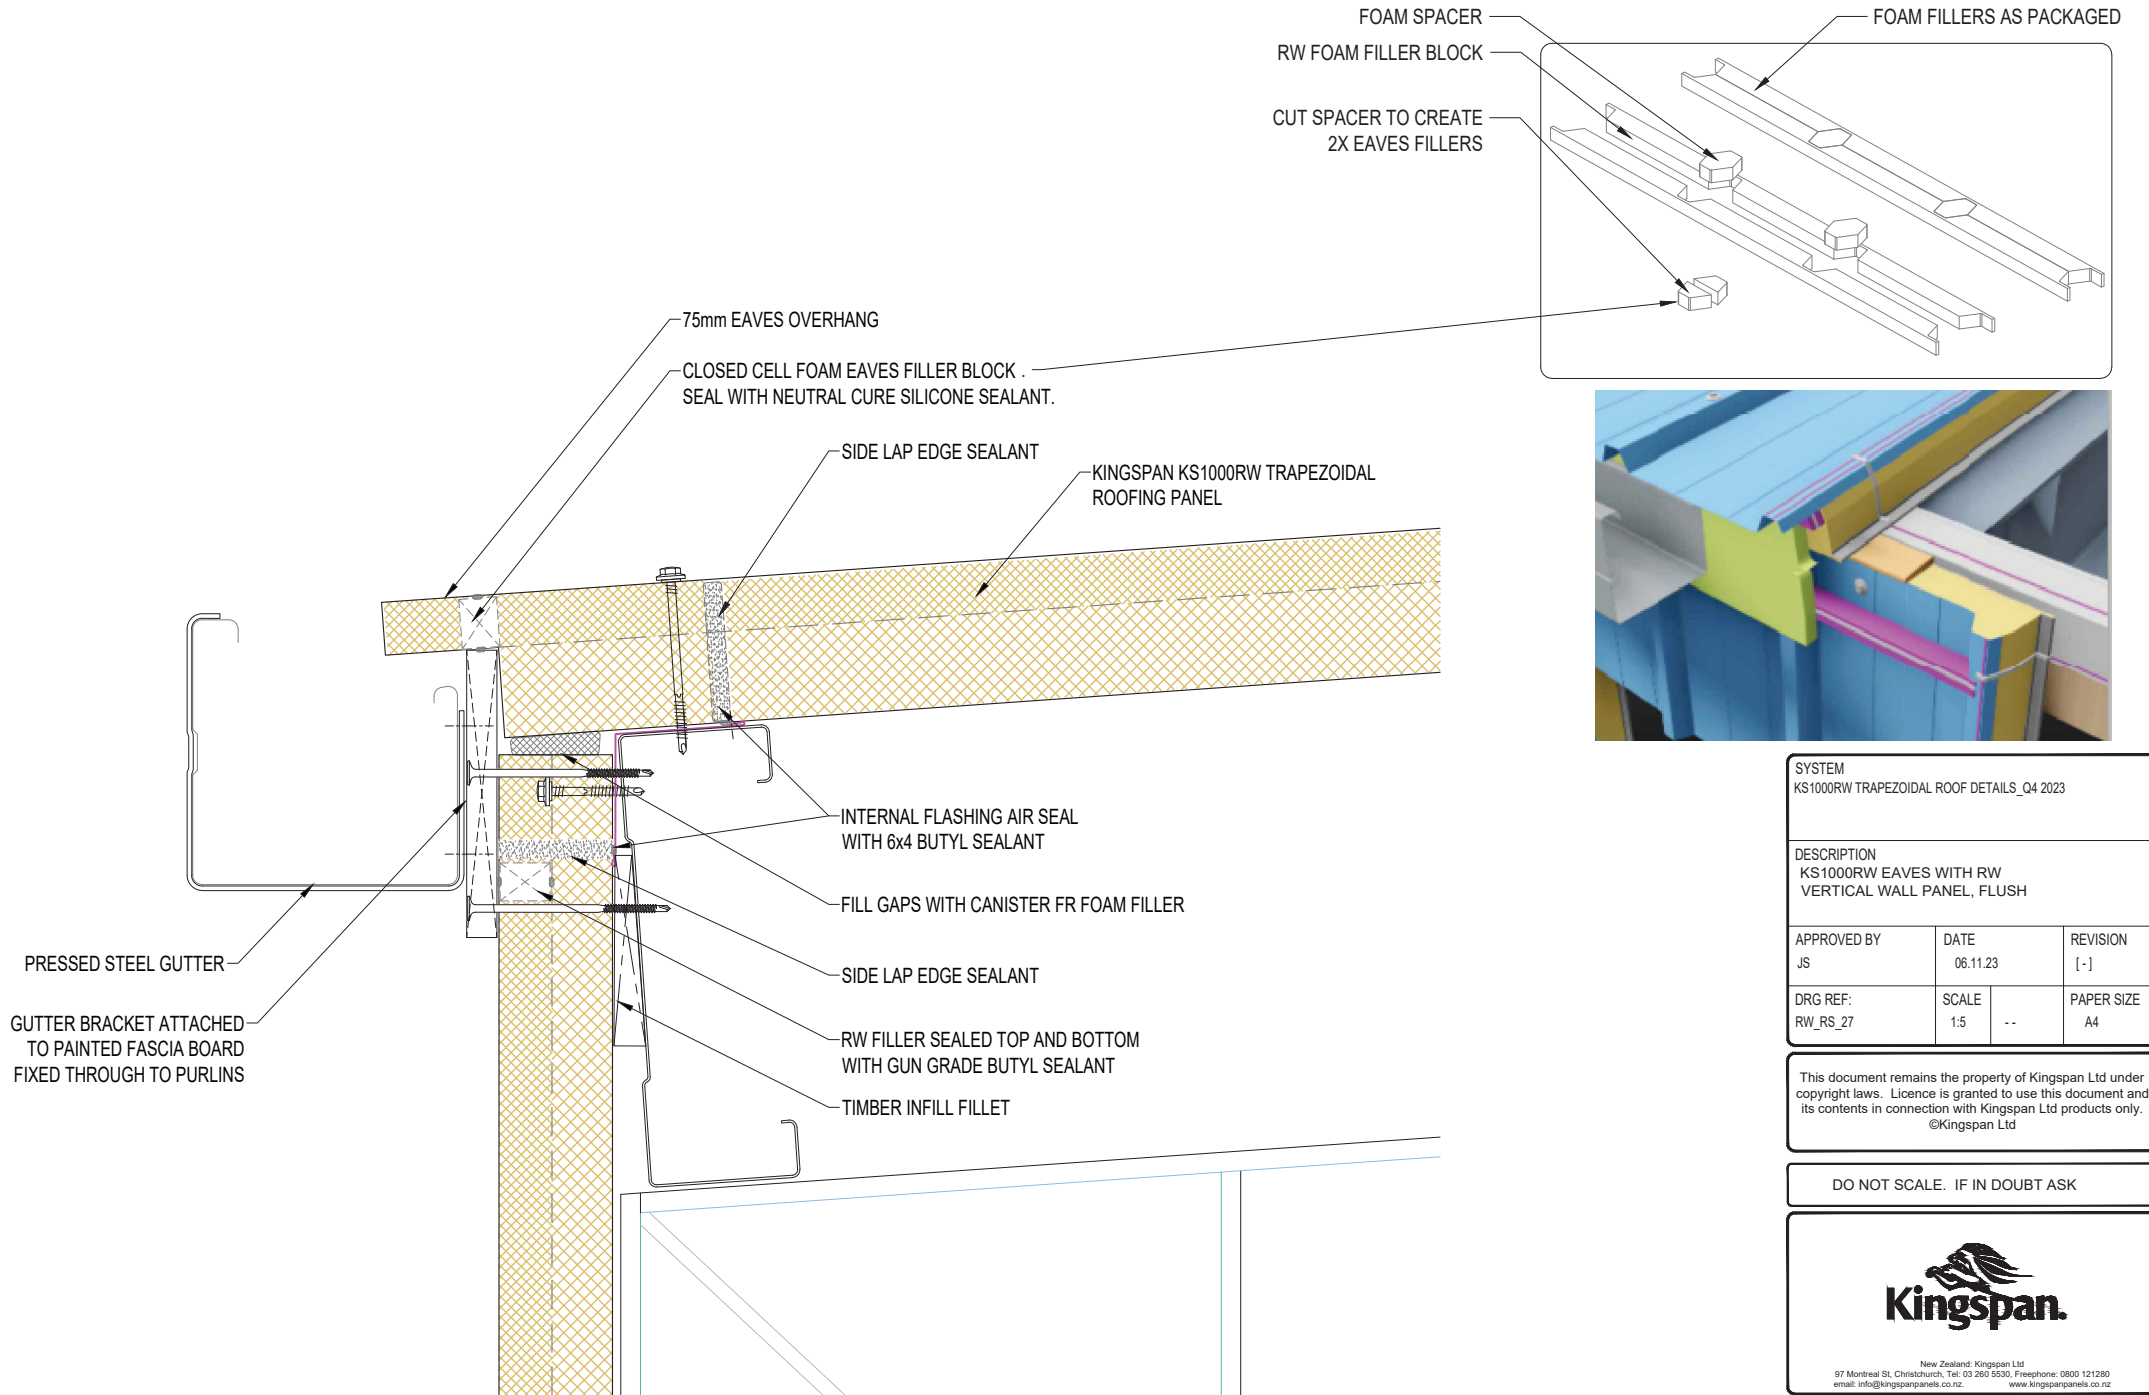 FOAM SPACER
FOAM FILLERS AS PACKAGED
RW FOAM FILLER BLOCK
CUT SPACER TO CREATE
2X EAVES FILLERS
75mm EAVES OVERHANG
CLOSED CELL FOAM EAVES FILLER BLOCK .
SEAL WITH NEUTRAL CURE SILICONE SEALANT.
SIDE LAP EDGE SEALANT
KINGSPAN KS1000RW TRAPEZOIDAL
ROOFING PANEL
INTERNAL FLASHING AIR SEAL
WITH 6x4 BUTYL SEALANT
FILL GAPS WITH CANISTER FR FOAM FILLER
SIDE LAP EDGE SEALANT
RW FILLER SEALED TOP AND BOTTOM
WITH GUN GRADE BUTYL SEALANT
TIMBER INFILL FILLET
PRESSED STEEL GUTTER
GUTTER BRACKET ATTACHED
TO PAINTED FASCIA BOARD
FIXED THROUGH TO PURLINS
SYSTEM
KS1000RW TRAPEZOIDAL ROOF DETAILS_Q4 2023
DESCRIPTION
KS1000RW EAVES WITH RW
VERTICAL WALL PANEL, FLUSH
APPROVED BY
JS
DATE
06.11.23
REVISION
[ - ]
DRG REF:
RW_RS_27
SCALE
1:5
- -
PAPER SIZE
A4
This document remains the property of Kingspan Ltd under
copyright laws. Licence is granted to use this document and
its contents in connection with Kingspan Ltd products only.
©Kingspan Ltd
DO NOT SCALE. IF IN DOUBT ASK
Kingspan.
New Zealand: Kingspan Ltd
97 Montreal St, Christchurch, Tel: 03 260 5530, Freephone: 0800 121280
email: info@kingspanpanels.co.nz. www.kingspanpanels.co.nz